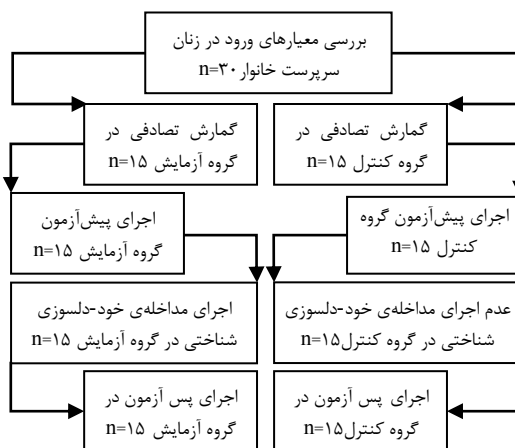 بررسی معیارهای ورود در زنان
سرپرست خانوار n=۳۰
گمارش تصادفی در
گروه کنترل n=۱۵
گمارش تصادفی در
گروه آزمایش n=۱۵
اجرای پیش‌آزمون گروه
کنترل n=۱۵
اجرای پیش‌آزمون
گروه آزمایش n=۱۵
عدم اجرای مداخله‌ی خود-دلسوزی
شناختی در گروه کنترل n=۱۵
اجرای مداخله‌ی خود-دلسوزی
شناختی در گروه آزمایش n=۱۵
اجرای پس آزمون در
گروه کنترل n=۱۵
اجرای پس آزمون در
گروه آزمایش n=۱۵